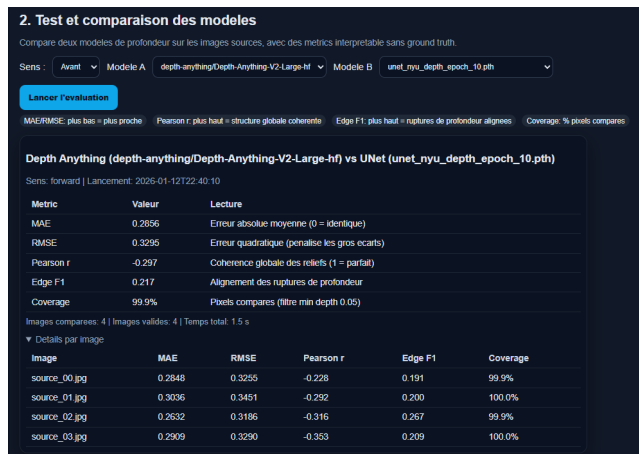 2. Test et comparaison des modeles
Compare deux modeles de profondeur sur les images sources, avec des metrics interpretable sans ground truth.
Sens : Avant Modele A depth-anything/Depth-Anything-V2-Large-hf Modele B unet_nyu_depth_epoch_10.pth
Lancer l'evaluation
MAE/RMSE: plus bas = plus proche Pearson r: plus haut = structure globale coherente Edge F1: plus haut = ruptures de profondeur alignees Coverage: % pixels compares
Depth Anything (depth-anything/Depth-Anything-V2-Large-hf) vs UNet (unet_nyu_depth_epoch_10.pth)
Sens: forward | Lancement: 2026-01-12T22:40:10
Metric Valeur Lecture
MAE 0.2856 Erreur absolue moyenne (0 = identique)
RMSE 0.3295 Erreur quadratique (penalise les gros ecarts)
Pearson r -0.297 Coherence globale des reliefs (1 = parfait)
Edge F1 0.217 Alignement des ruptures de profondeur
Coverage 99.9% Pixels compares (filtre min depth 0.05)
Images comparees: 4 | Images valides: 4 | Temps total: 1.5 s
▼ Details par image
Image MAE RMSE Pearson r Edge F1 Coverage
source_00.jpg 0.2848 0.3255 -0.228 0.191 99.9%
source_01.jpg 0.3036 0.3451 -0.292 0.200 100.0%
source_02.jpg 0.2632 0.3186 -0.316 0.267 99.9%
source_03.jpg 0.2909 0.3290 -0.353 0.209 100.0%